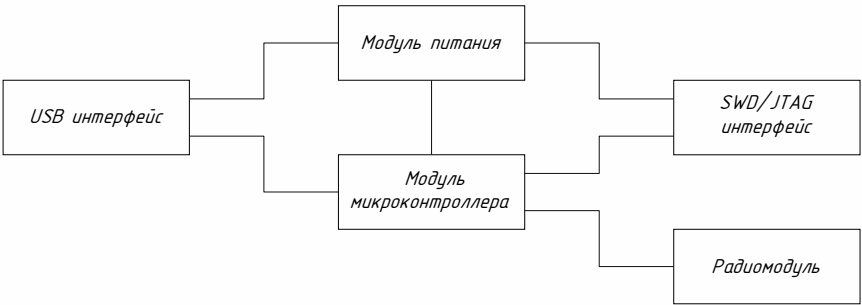 Модуль питания
USB интерфейс
SWD/JTAG
интерфейс
Модуль
микроконтроллера
Радиомодуль